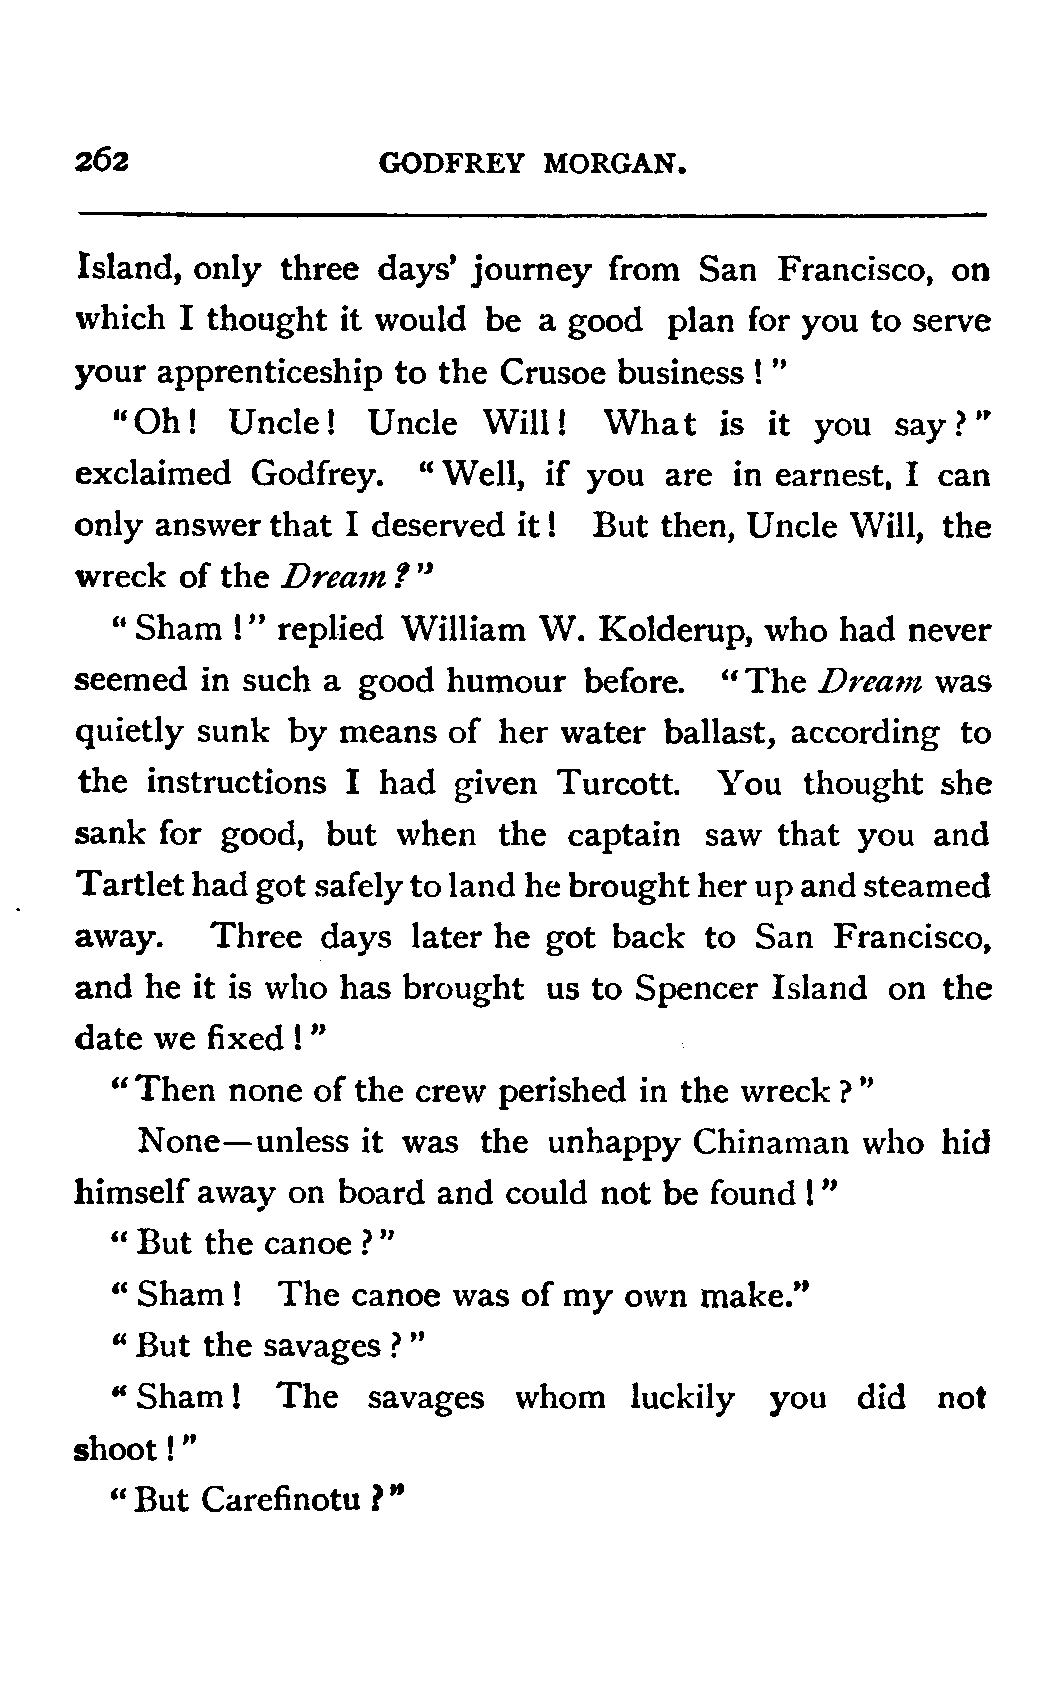 262 GODFREY MORGAN.
Island, only three days' journey from San Francisco, on
which I thought it would be a good plan for you to serve
your apprenticeship to the Crusoe business ! "
"Oh! Uncle! Uncle Will! What is it you say?"
exclaimed Godfrey. "Well, if you are in earnest, I can
only answer that I deserved it! But then, Uncle Will, the
wreck of the Dream?"
"Sham!" replied William W. Kolderup, who had never
seemed in such a good humour before. "The Dream was
quietly sunk by means of her water ballast, according to
the instructions I had given Turcott. You thought she
sank for good, but when the captain saw that you and
Tartlet had got safely to land he brought her up and steamed
away. Three days later he got back to San Francisco,
and he it is who has brought us to Spencer Island on the
date we fixed!"
"Then none of the crew perished in the wreck?"
None—unless it was the unhappy Chinaman who hid
himself away on board and could not be found!"
"But the canoe?"
"Sham! The canoe was of my own make."
"But the savages?"
"Sham! The savages whom luckily you did not
shoot!"
"But Carefinotu?"